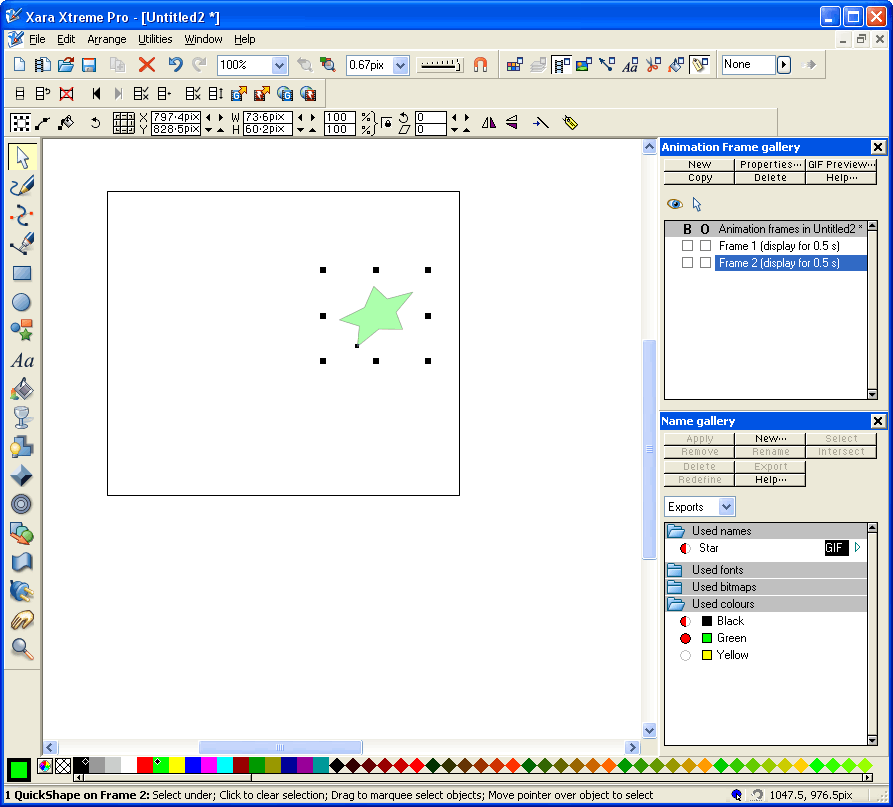 Xara Xtreme Pro - [Untitled2 *]
File Edit Arrange Utilities Window Help
100% 0.67pix None
X 797.4pix W 73.6pix 100 % 0
Y 828.5pix H 60.2pix 100 % 0
Animation Frame gallery
New Properties... GIF Preview...
Copy Delete Help...
B O Animation frames in Untitled2 *
Frame 1 (display for 0.5 s)
Frame 2 (display for 0.5 s)
Aa
Name gallery
Apply New... Select
Remove Rename Intersect
Delete Export
Redefine Help...
Exports
Used names
Star GIF
Used fonts
Used bitmaps
Used colours
Black
Green
Yellow
1 QuickShape on Frame 2: Select under; Click to clear selection; Drag to marquee select objects; Move pointer over object to select 1047.5, 976.5pix